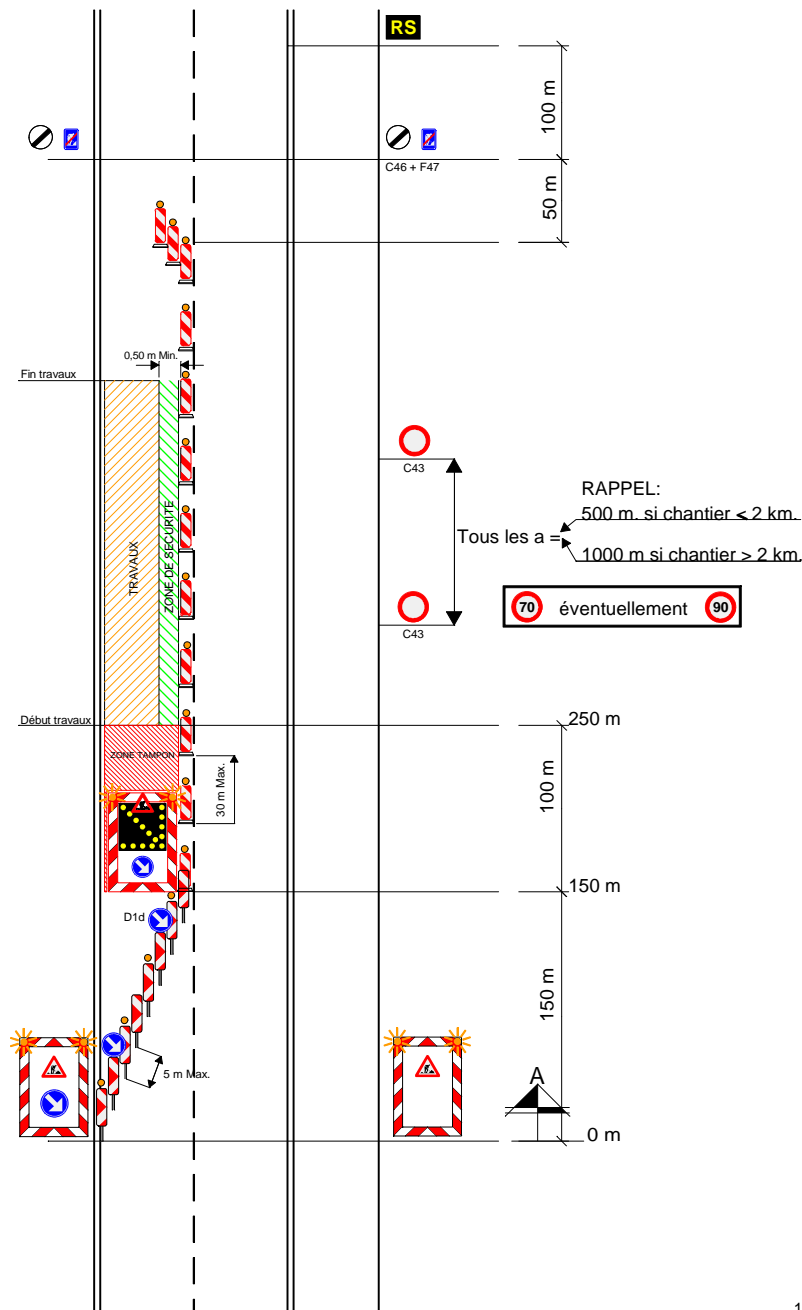 RS
100 m
C46 + F47
50 m
0,50 m Min.
Fin travaux
C43
RAPPEL:
500 m. si chantier < 2 km.
Tous les a =
1000 m si chantier > 2 km.
TRAVAUX
ZONE DE SECURITE
70 éventuellement 90
C43
Début travaux
250 m
ZONE TAMPON
30 m Max.
100 m
150 m
D1d
150 m
5 m Max.
A
0 m
1